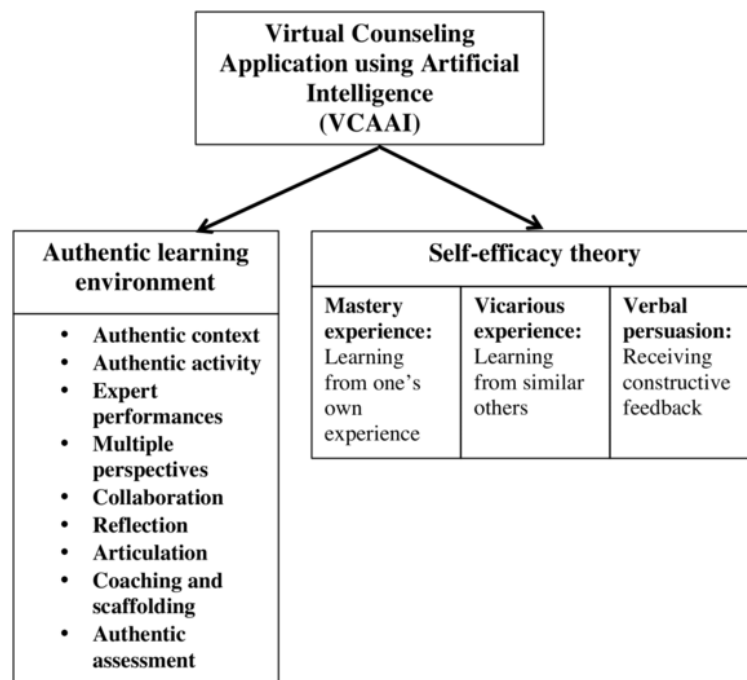 Virtual Counseling
Application using Artificial
Intelligence
(VCAAI)
Authentic learning
environment
• Authentic context
• Authentic activity
• Expert
performances
• Multiple
perspectives
• Collaboration
• Reflection
• Articulation
• Coaching and
scaffolding
• Authentic
assessment
Self-efficacy theory
Mastery
experience:
Learning
from one's
own
experience
Vicarious
experience:
Learning
from similar
others
Verbal
persuasion:
Receiving
constructive
feedback